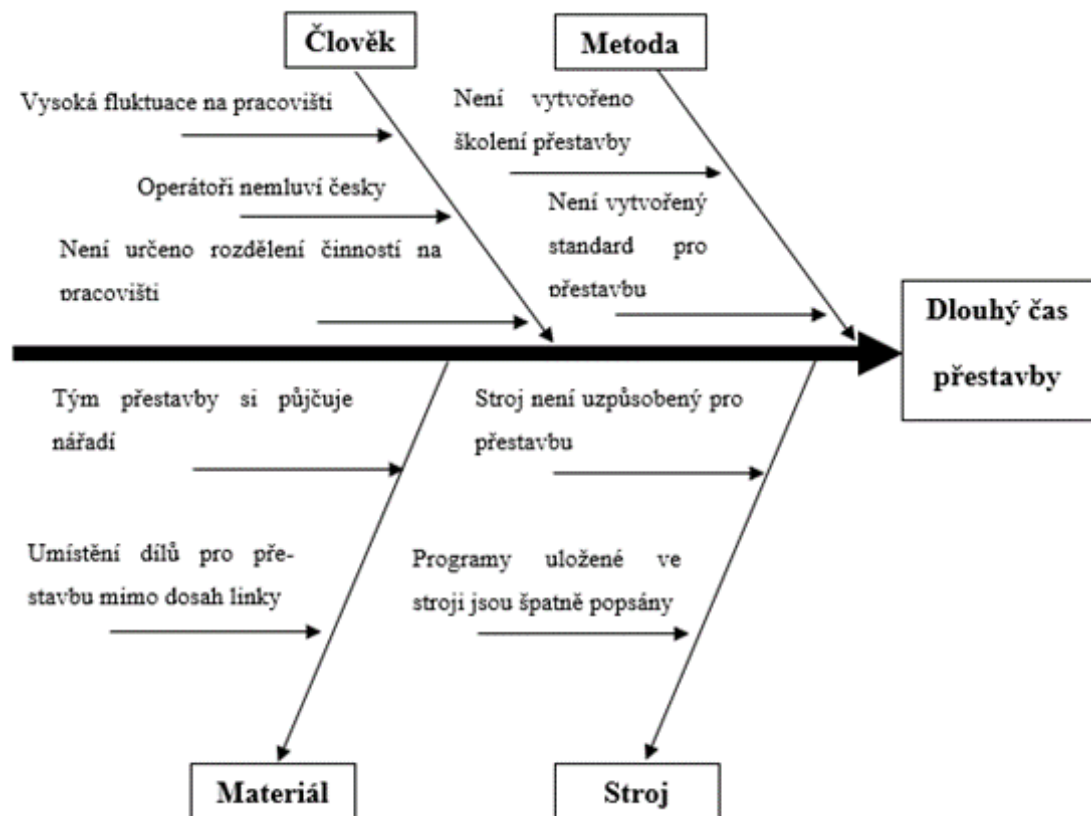 Člověk
Metoda
Vysoká fluktuace na pracovišti
Operátoři nemluví česky
Není určeno rozdělení činností na
pracovišti
Není vytvořeno
školení přestavby
Není vytvořený
standard pro
přestavbu
Dlouhý čas
přestavby
Tým přestavby si půjčuje
nářadí
Umístění dílů pro pře-
stavbu mimo dosah linky
Stroj není uzpůsobený pro
přestavbu
Programy uložené ve
stroji jsou špatně popsány
Materiál
Stroj